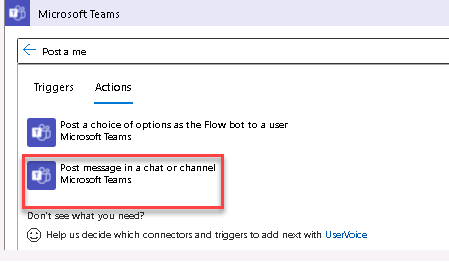 Microsoft Teams
Post a me
Triggers
Actions
Post a choice of options as the Flow bot to a user
Microsoft Teams
Post message in a chat or channel
Microsoft Teams
Don't see what you need?
Help us decide which connectors and triggers to add next with UserVoice